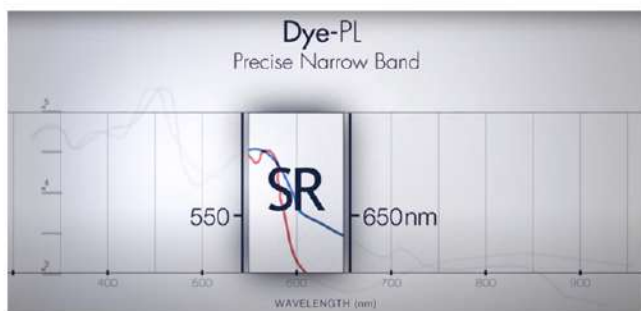 Dye-PL
Precise Narrow Band
SR
550
650nm
400 500 600 700 800 900
WAVELENGTH (nm)